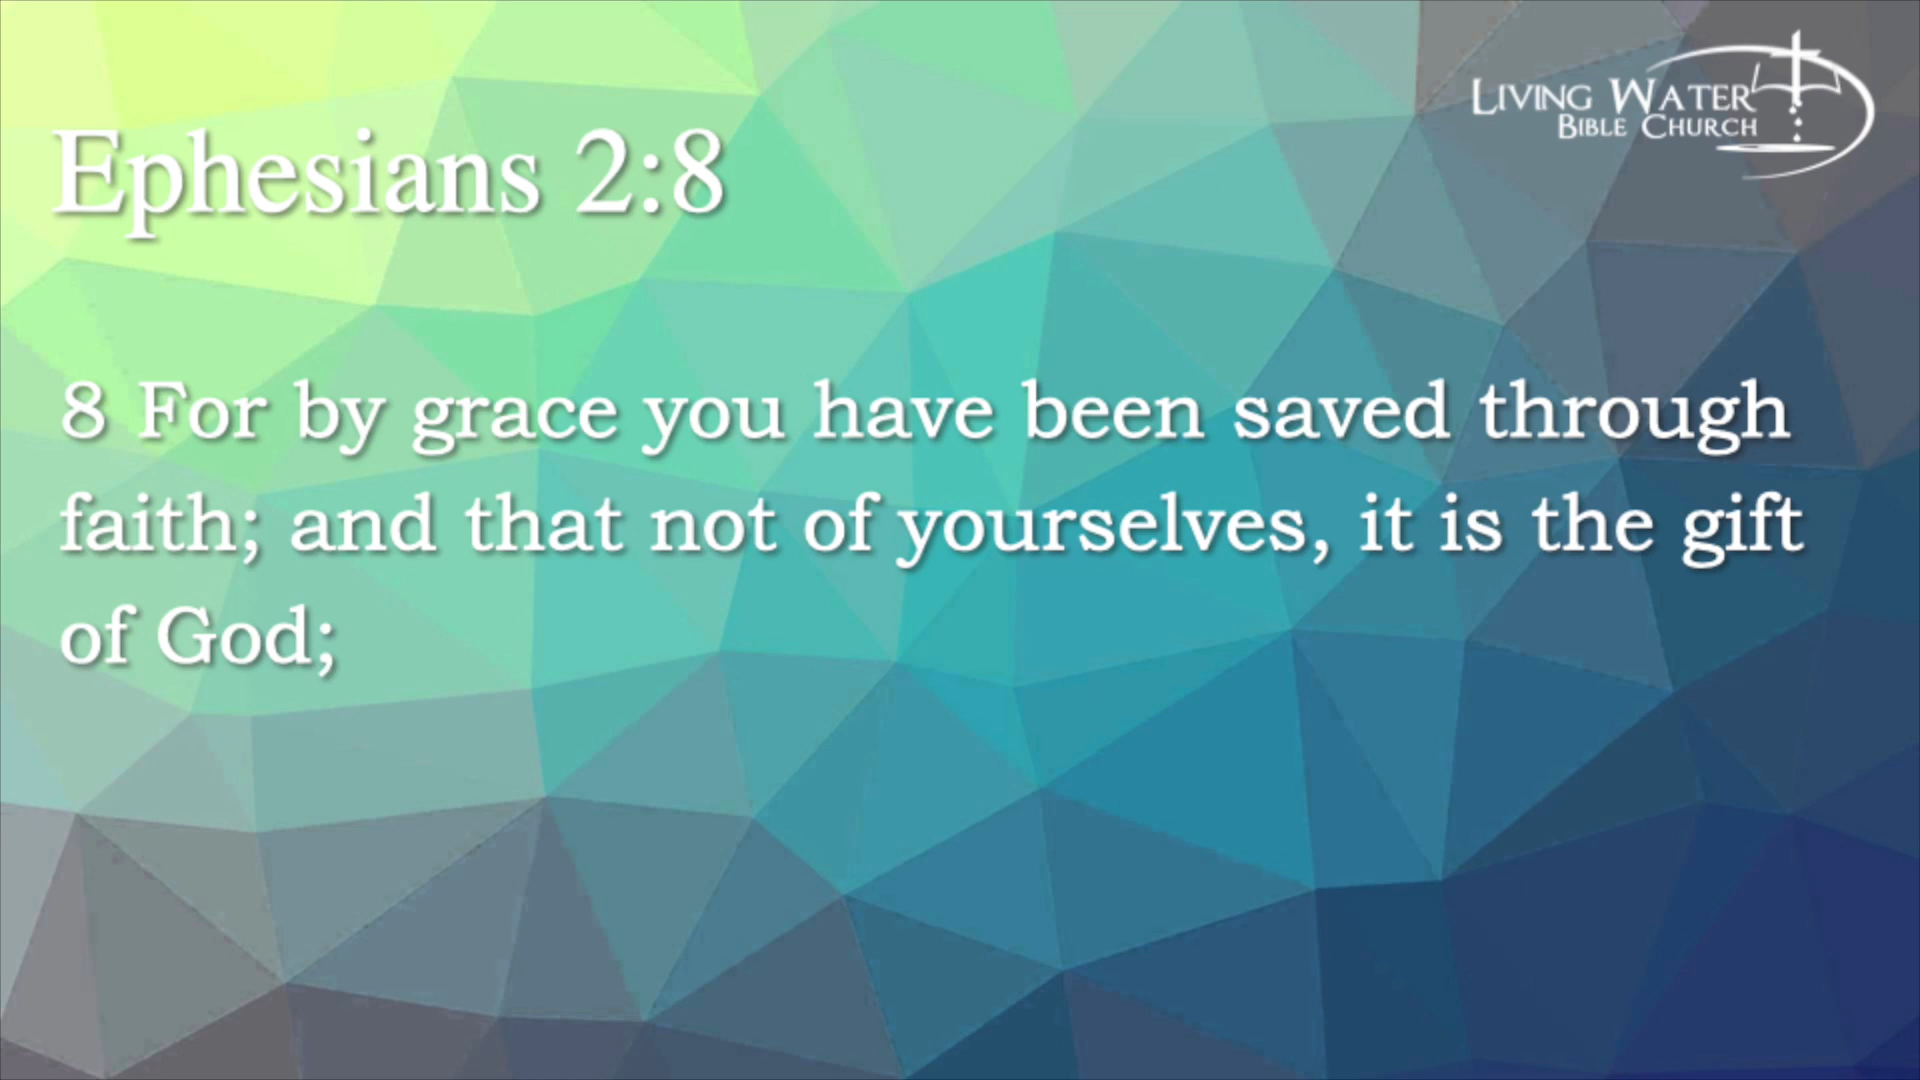 LIVING WATER
BIBLE CHURCH
Ephesians 2:8
8 For by grace you have been saved through
faith; and that not of yourselves, it is the gift
of God;